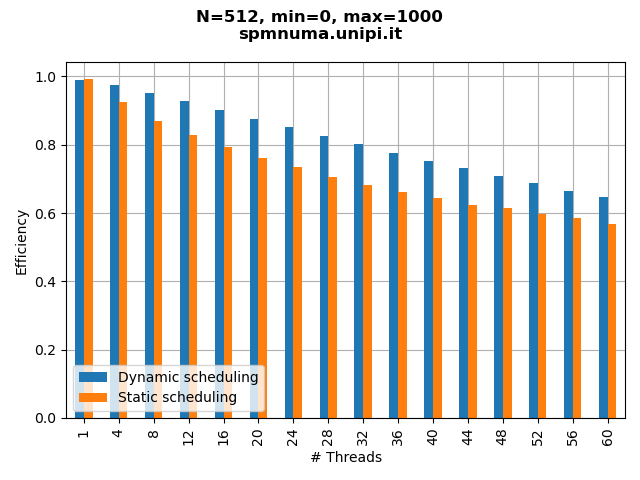 N=512, min=0, max=1000
spmnuma.unipi.it
1.0
0.8
0.6
0.4
0.2
0.0
Efficiency
Dynamic scheduling
Static scheduling
1 4 8 12 16 20 24 28 32 36 40 44 48 52 56 60
# Threads